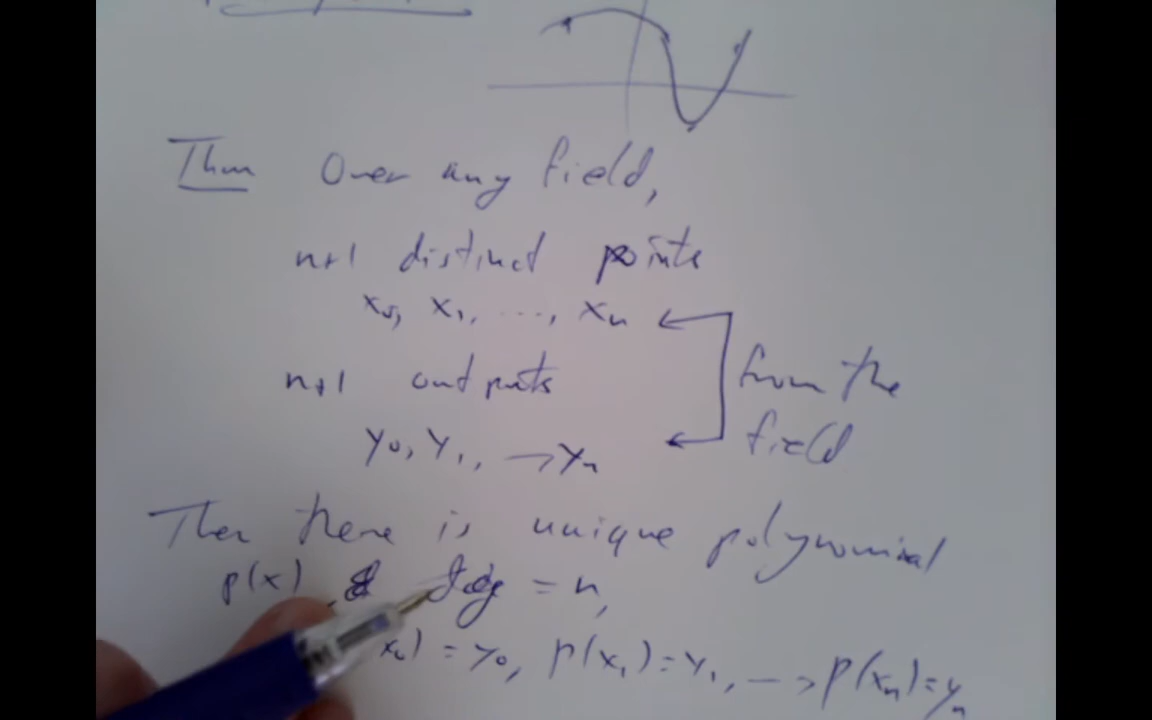 Thm Over any field,
n+1 distinct points
x0, x1, ..., xn
n+1 outputs
from the
field
y0, y1, → yn
Then there is unique polynomial
p(x), deg = n,
x0) = y0, p(x1) = y1, → p(xn) = yn